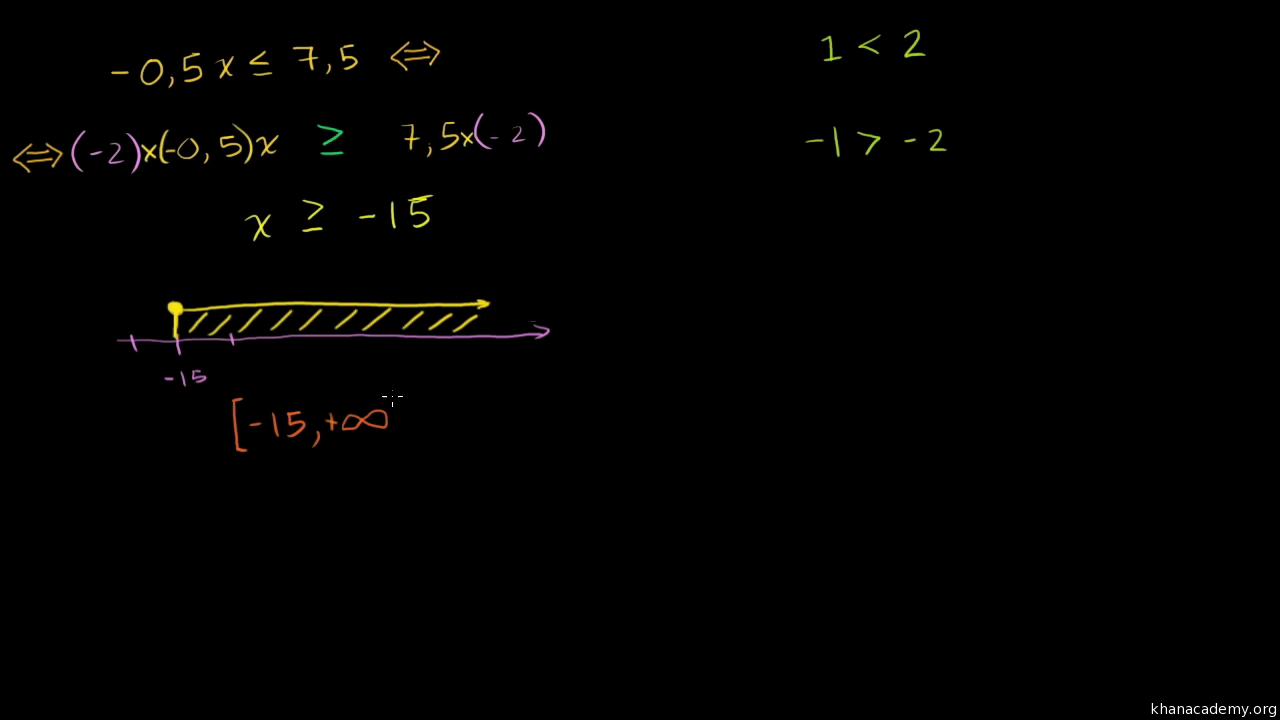 -0,5x ≤ 7,5 ⇔
⇔ (-2)x(-0,5)x ≥ 7,5x(-2)
x ≥ -15
-15
[-15,+∞
1 < 2
-1 > -2
khanacademy.org